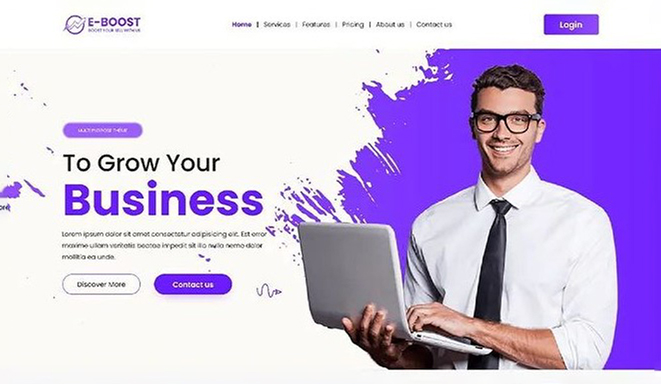 E-BOOST
BOOST YOUR SELL WITH US
Home | Services | Features | Pricing | About us | Contact us
Login
MULTI PURPOSE THEME
To Grow Your
Business
Lorem ipsum dolor sit amet consectetur adipisicing elit. Est error
maxime ullam veritatis beatae impedit sit illo nulla nemo dolor
mollitia ea unde.
Discover More
Contact us